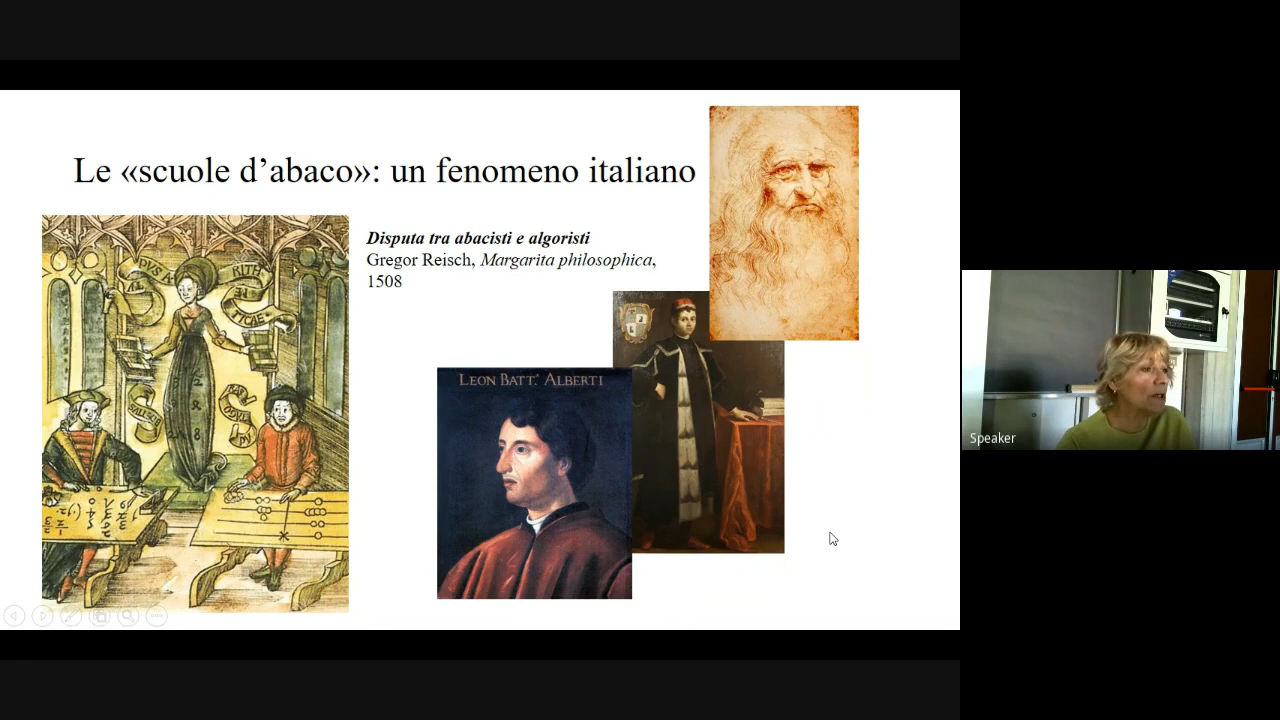 Le «scuole d’abaco»: un fenomeno italiano
Disputa tra abacisti e algoristi
Gregor Reisch, Margarita philosophica,
1508
LEON BATT.ᴬ ALBERTI
Speaker